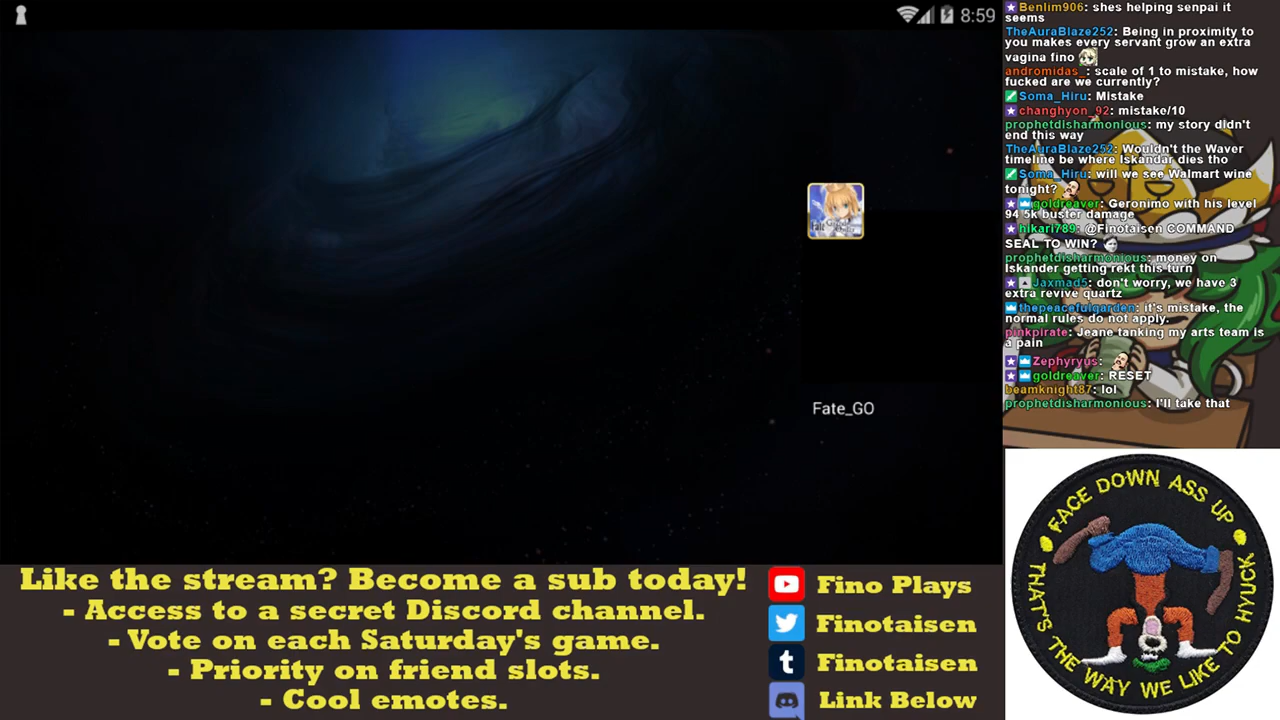 8:59
Fate_GO
Like the stream? Become a sub today!
- Access to a secret Discord channel.
- Vote on each Saturday's game.
- Priority on friend slots.
- Cool emotes.
Fino Plays
Finotaisen
Finotaisen
Link Below
Benlim906: shes helping senpai it
seems
TheAuraBlaze252: Being in proximity to
you makes every servant grow an extra
vagina fino
andromidas_: scale of 1 to mistake, how
fucked are we currently?
Soma_Hiru: Mistake
changhyon_92: mistake/10
prophetdisharmonious: my story didn't
end this way
TheAuraBlaze252: Wouldn't the Waver
timeline be where Iskandar dies tho
Soma_Hiru: will we see Walmart wine
tonight?
goldreaver: Geronimo with his level
94 5k buster damage
hikari789: @Finotaisen COMMAND
SEAL TO WIN?
prophetdisharmonious: money on
Iskander getting rekt this turn
Jaxmad5: don't worry, we have 3
extra revive quartz
thepeacefulgarden: it's mistake, the
normal rules do not apply.
pinkpirate: Jeane tanking my arts team is
a pain
Zephyryus:
goldreaver: RESET
beamknight87: lol
prophetdisharmonious: I'll take that
FACE DOWN ASS UP
THAT'S THE WAY WE LIKE TO HYUCK